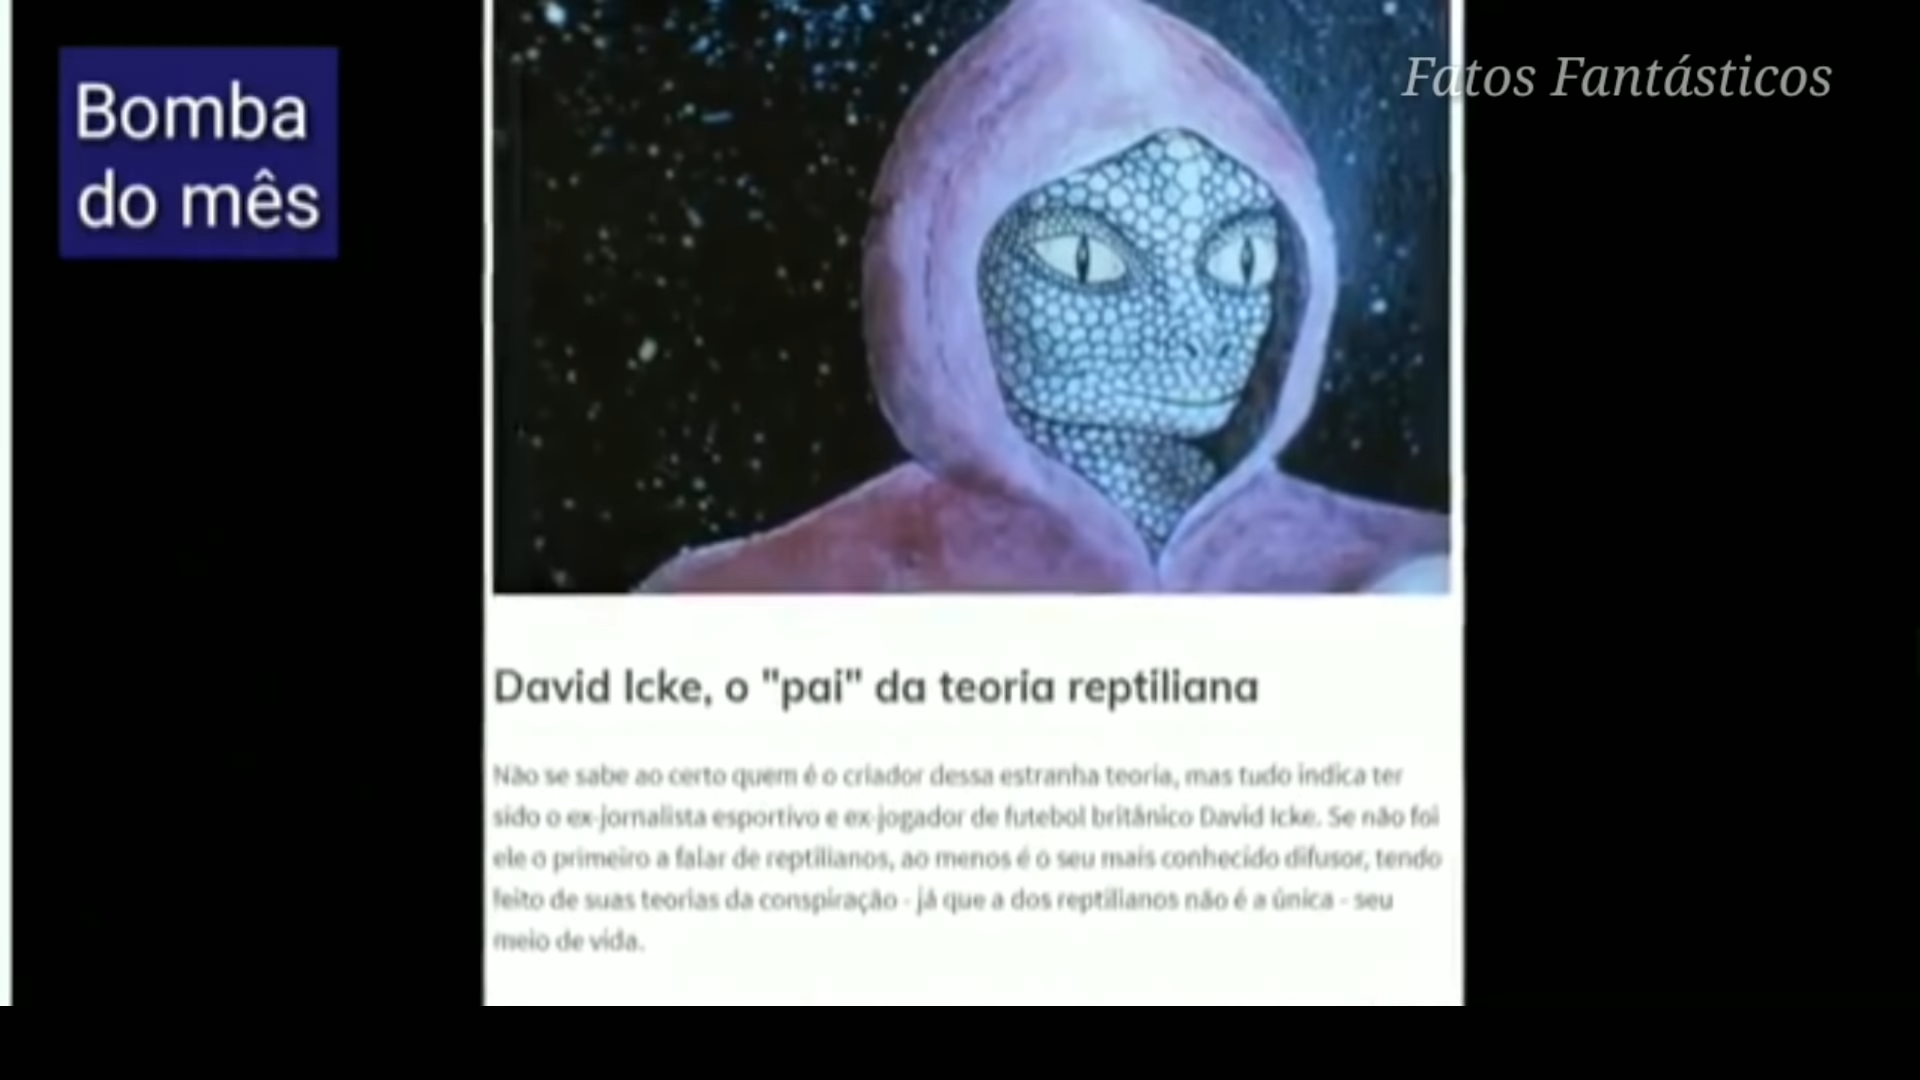 Bomba
do mês
Fatos Fantásticos
David Icke, o "pai" da teoria reptiliana
Não se sabe ao certo quem é o criador dessa estranha teoria, mas tudo indica ter
sido o ex-jornalista esportivo e ex-jogador de futebol britânico David Icke. Se não foi
ele o primeiro a falar de reptilianos, ao menos é o seu mais conhecido difusor, tendo
feito de suas teorias da conspiração - já que a dos reptilianos não é a única - seu
meio de vida.